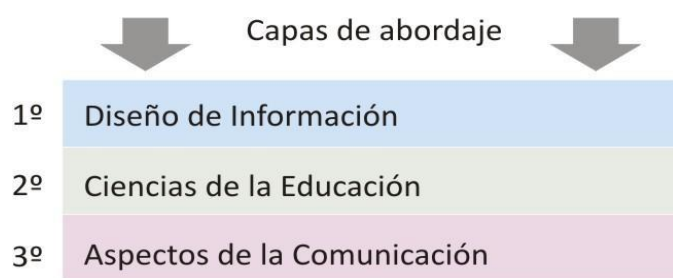 Capas de abordaje
1º Diseño de Información
2º Ciencias de la Educación
3º Aspectos de la Comunicación